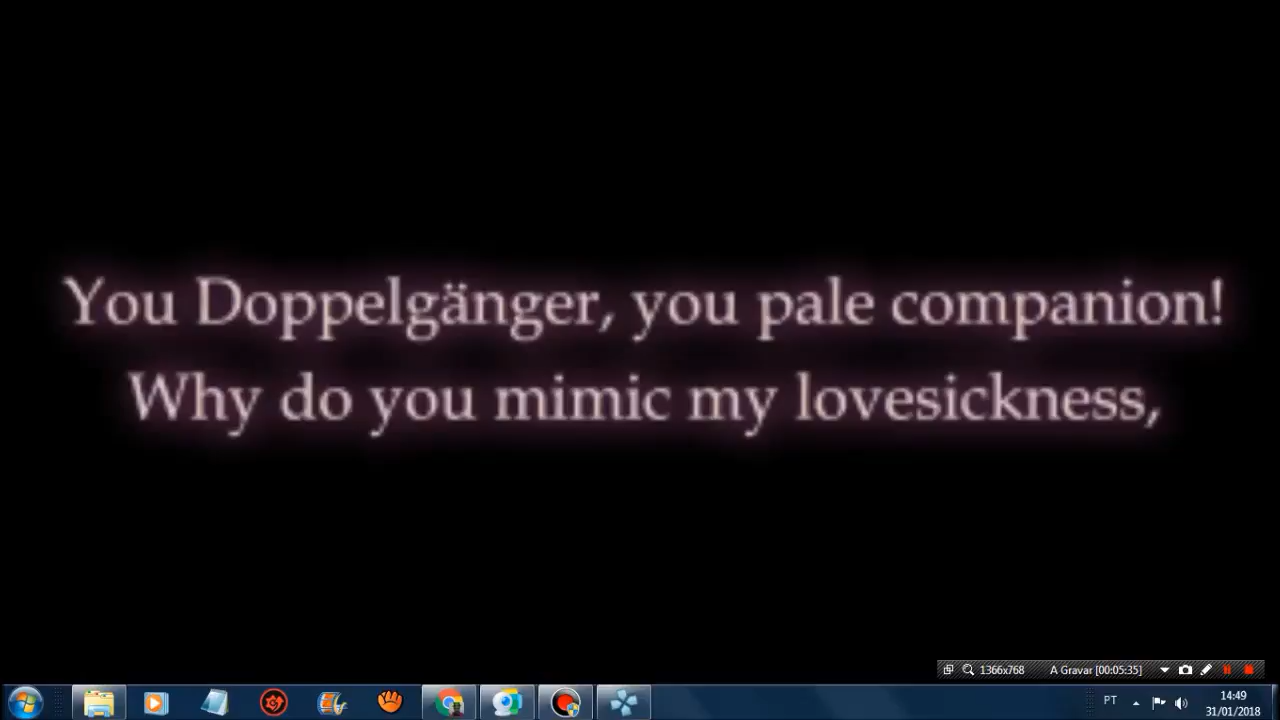 You Doppelgänger, you pale companion!
Why do you mimic my lovesickness,
1366x768 A Gravar [00:05:35]
PT 14:49
31/01/2018